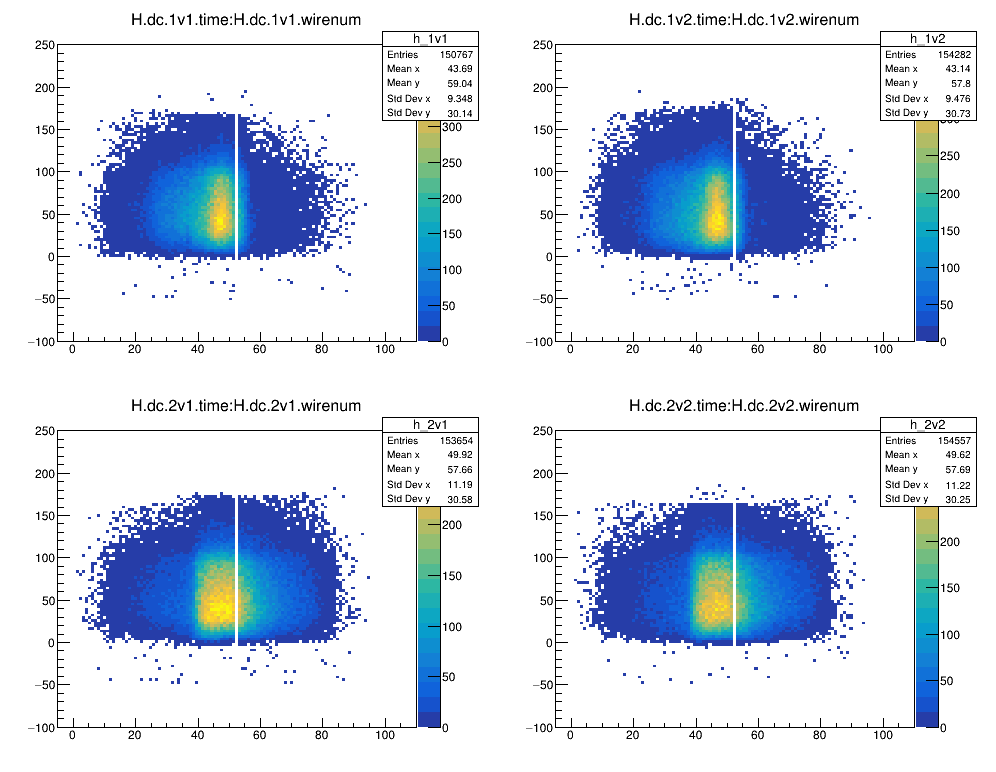 H.dc.1v1.time:H.dc.1v1.wirenum
h_1v1
Entries 150767
Mean x 43.69
Mean y 59.04
Std Dev x 9.348
Std Dev y 30.14
250
200
150
100
50
0
−50
−100
0 20 40 60 80 100
300
250
200
150
100
50
0
H.dc.1v2.time:H.dc.1v2.wirenum
h_1v2
Entries 154282
Mean x 43.14
Mean y 57.8
Std Dev x 9.476
Std Dev y 30.73
250
200
150
100
50
0
−50
−100
0 20 40 60 80 100
250
200
150
100
50
0
H.dc.2v1.time:H.dc.2v1.wirenum
h_2v1
Entries 153654
Mean x 49.92
Mean y 57.66
Std Dev x 11.19
Std Dev y 30.58
250
200
150
100
50
0
−50
−100
0 20 40 60 80 100
200
150
100
50
0
H.dc.2v2.time:H.dc.2v2.wirenum
h_2v2
Entries 154557
Mean x 49.62
Mean y 57.69
Std Dev x 11.22
Std Dev y 30.25
250
200
150
100
50
0
−50
−100
0 20 40 60 80 100
200
150
100
50
0